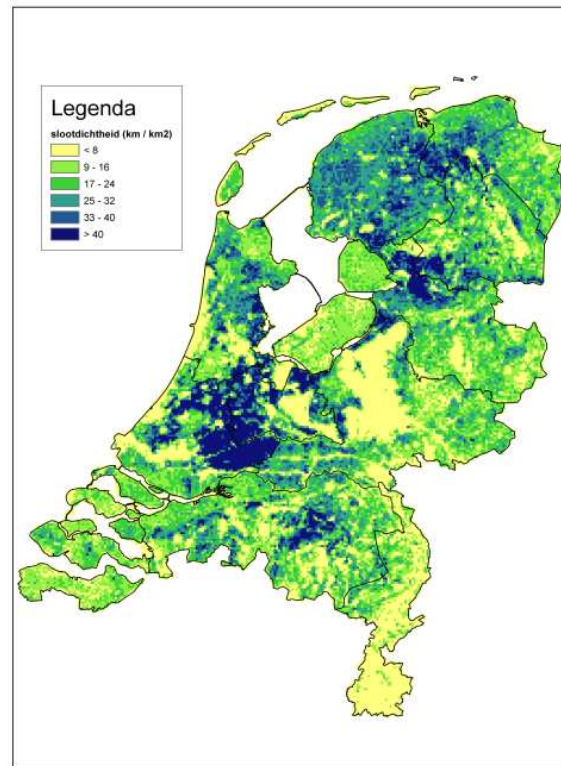 Legenda
slootdichtheid (km / km2)
< 8
9 - 16
17 - 24
25 - 32
33 - 40
> 40